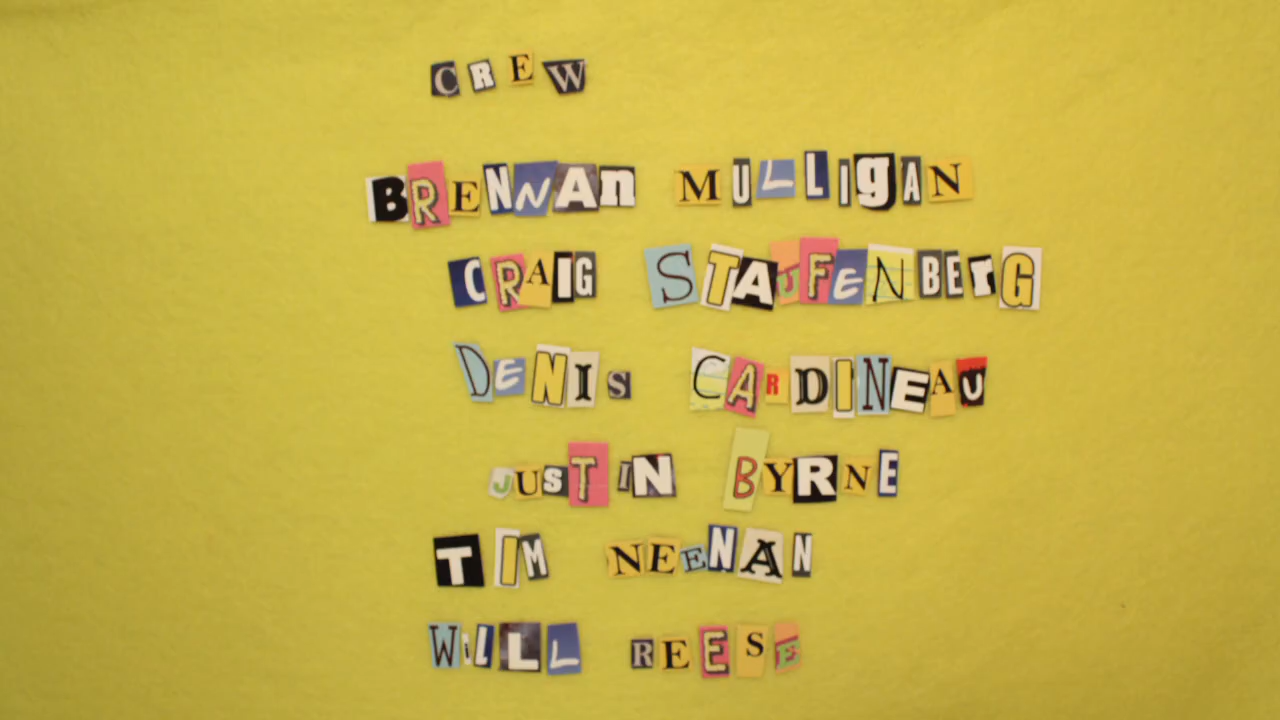 CREW
BRENNAN MULLIGAN
CRAIG STAUFENBERG
DENIS CARDINEAU
JUSTIN BYRNE
TIM NEENAN
WILL REESE